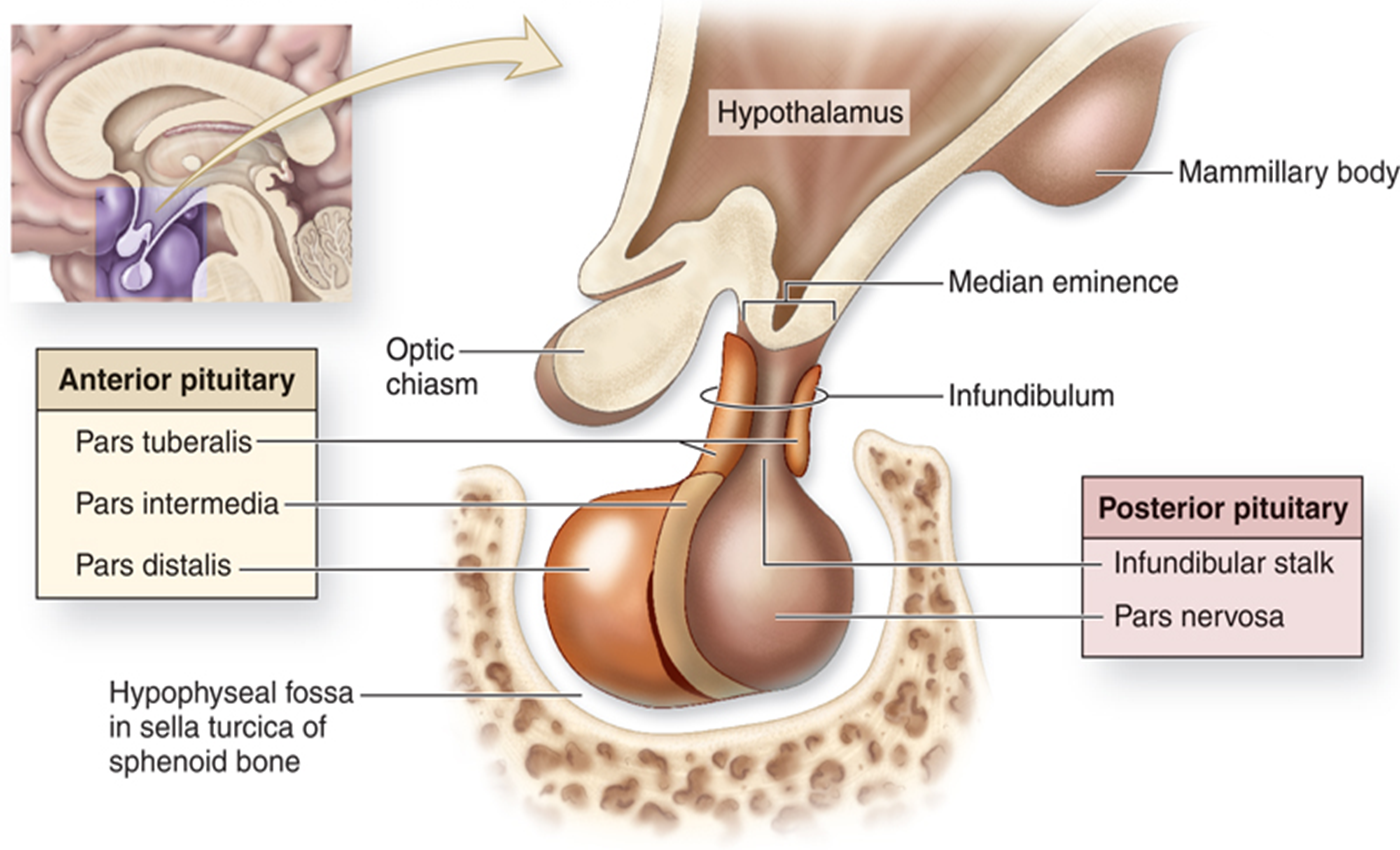 Hypothalamus
Mammillary body
Median eminence
Optic
chiasm
Infundibulum
Anterior pituitary
Pars tuberalis
Pars intermedia
Pars distalis
Posterior pituitary
Infundibular stalk
Pars nervosa
Hypophyseal fossa
in sella turcica of
sphenoid bone